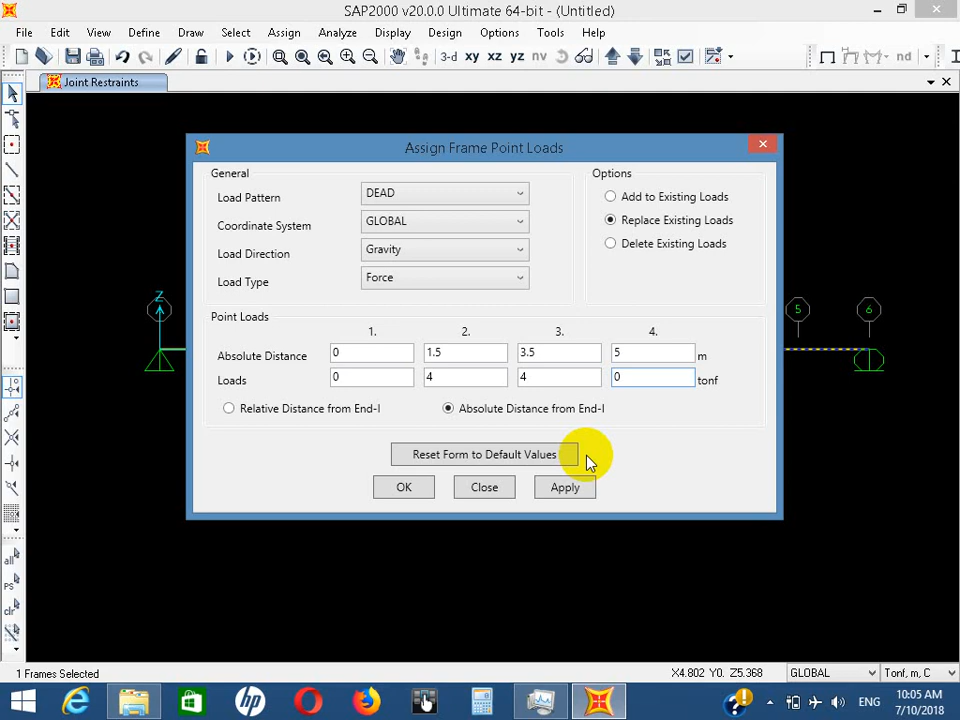 SAP2000 v20.0.0 Ultimate 64-bit - (Untitled)
File Edit View Define Draw Select Assign Analyze Display Design Options Tools Help
3-d xy xz yz nv nd
Joint Restraints
Assign Frame Point Loads
General
Load Pattern DEAD
Coordinate System GLOBAL
Load Direction Gravity
Load Type Force
Options
Add to Existing Loads
Replace Existing Loads
Delete Existing Loads
Point Loads
1. 2. 3. 4.
Absolute Distance 0 1.5 3.5 5 m
Loads 0 4 4 0 tonf
Relative Distance from End-I Absolute Distance from End-I
Reset Form to Default Values
OK Close Apply
Z
5 6
all
ps
clr
1 Frames Selected X4.802 Y0. Z5.368 GLOBAL Tonf, m, C
hp ENG 10:05 AM
7/10/2018